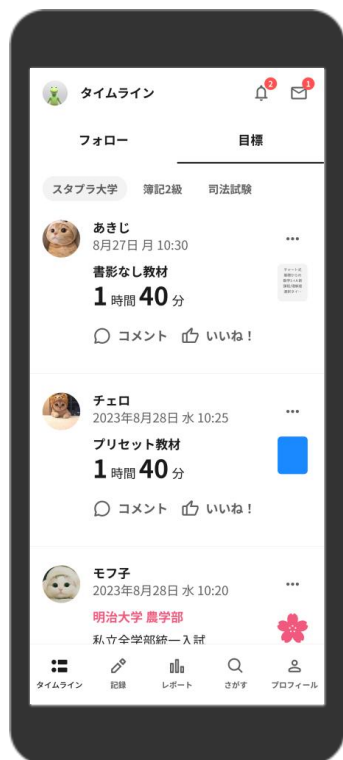 タイムライン
2
1
フォロー
目標
スタプラ大学
簿記2級
司法試験
あきじ
8月27日 月 10:30
書影なし教材
1 時間 40 分
コメント
いいね！
チェロ
2023年8月28日 水 10:25
プリセット教材
1 時間 40 分
コメント
いいね！
モフ子
2023年8月28日 水 10:20
明治大学 農学部
私立全学部統一入試
タイムライン
記録
レポート
さがす
プロフィール